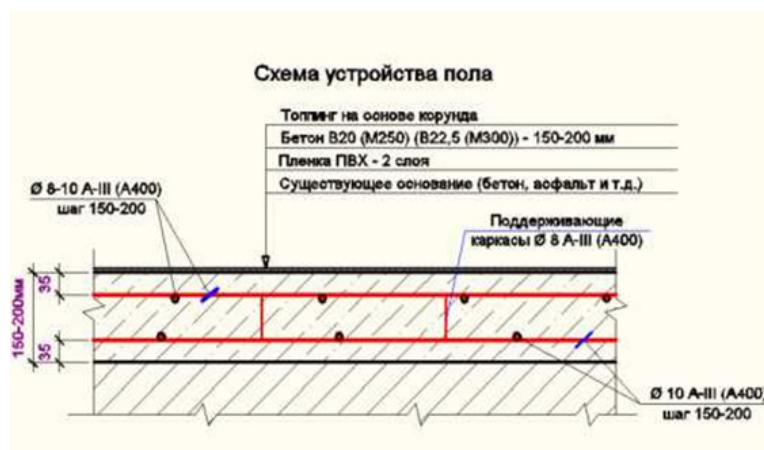 Схема устройства пола
Топпинг на основе корунда
Бетон В20 (М250) (В22,5 (М300)) - 150-200 мм
Пленка ПВХ - 2 слоя
Существующее основание (бетон, асфальт и т.д.)
Ø 8-10 А-III (А400)
шаг 150-200
Поддерживающие
каркасы Ø 8 А-III (А400)
150-200мм
35
35
Ø 10 А-III (А400)
шаг 150-200